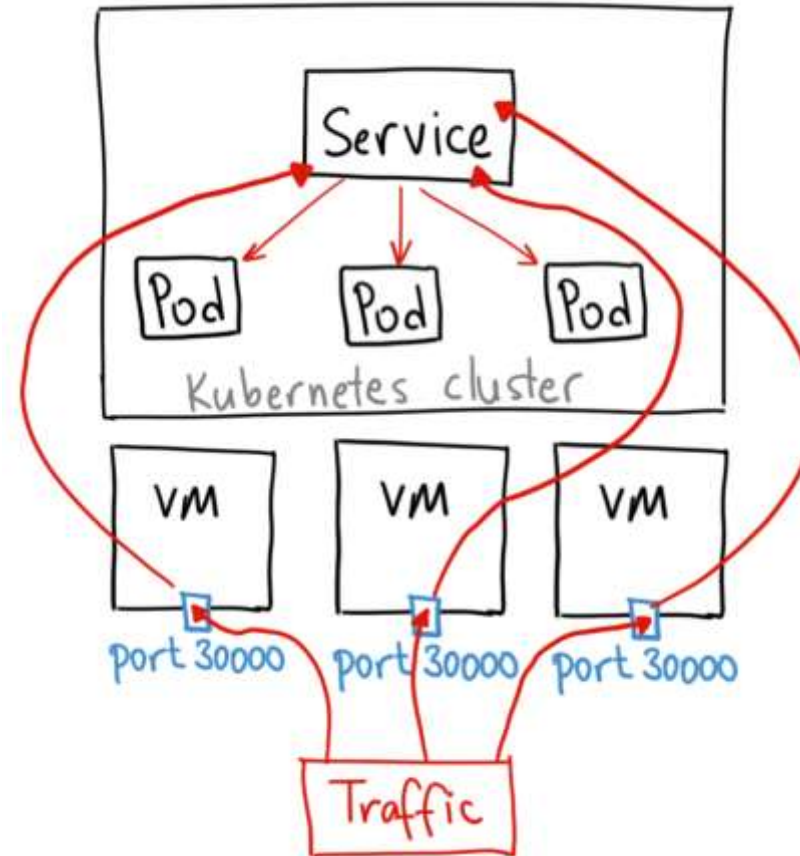 Service
Pod
Pod
Pod
Kubernetes cluster
VM
VM
VM
port 30000
port 30000
port 30000
Traffic